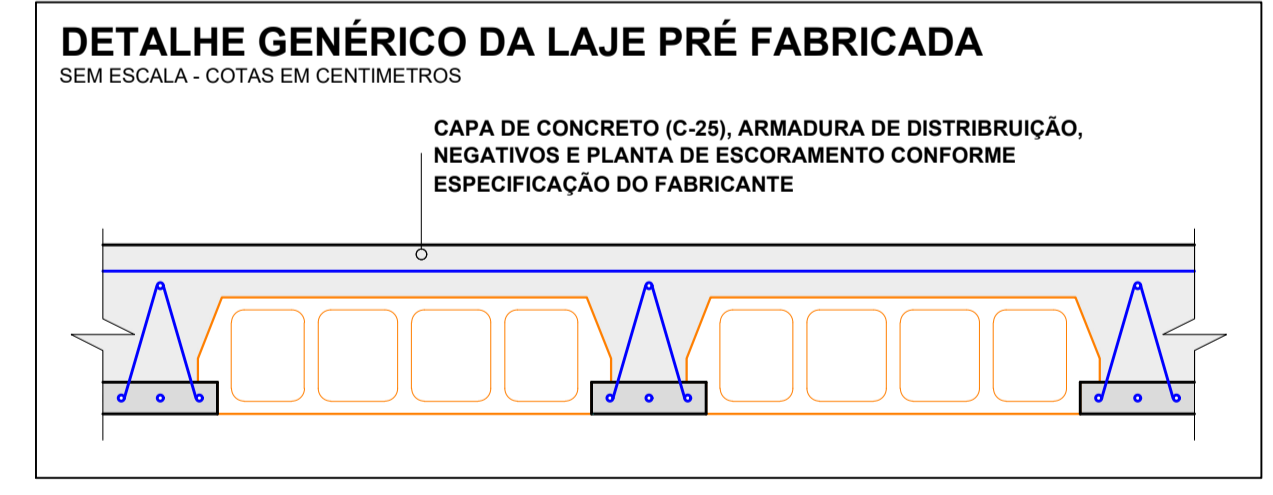 DETALHE GENÉRICO DA LAJE PRÉ FABRICADA
SEM ESCALA - COTAS EM CENTIMETROS
CAPA DE CONCRETO (C-25), ARMADURA DE DISTRIBRUIÇÃO,
NEGATIVOS E PLANTA DE ESCORAMENTO CONFORME
ESPECIFICAÇÃO DO FABRICANTE